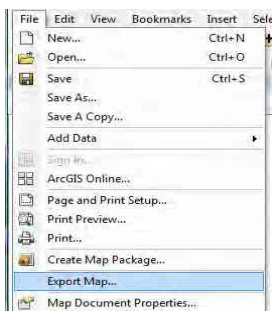 File Edit View Bookmarks Insert Sele
New... Ctrl+N
Open... Ctrl+O
Save Ctrl+S
Save As...
Save A Copy...
Add Data
Sign In...
ArcGIS Online...
Page and Print Setup...
Print Preview...
Print...
Create Map Package...
Export Map...
Map Document Properties...